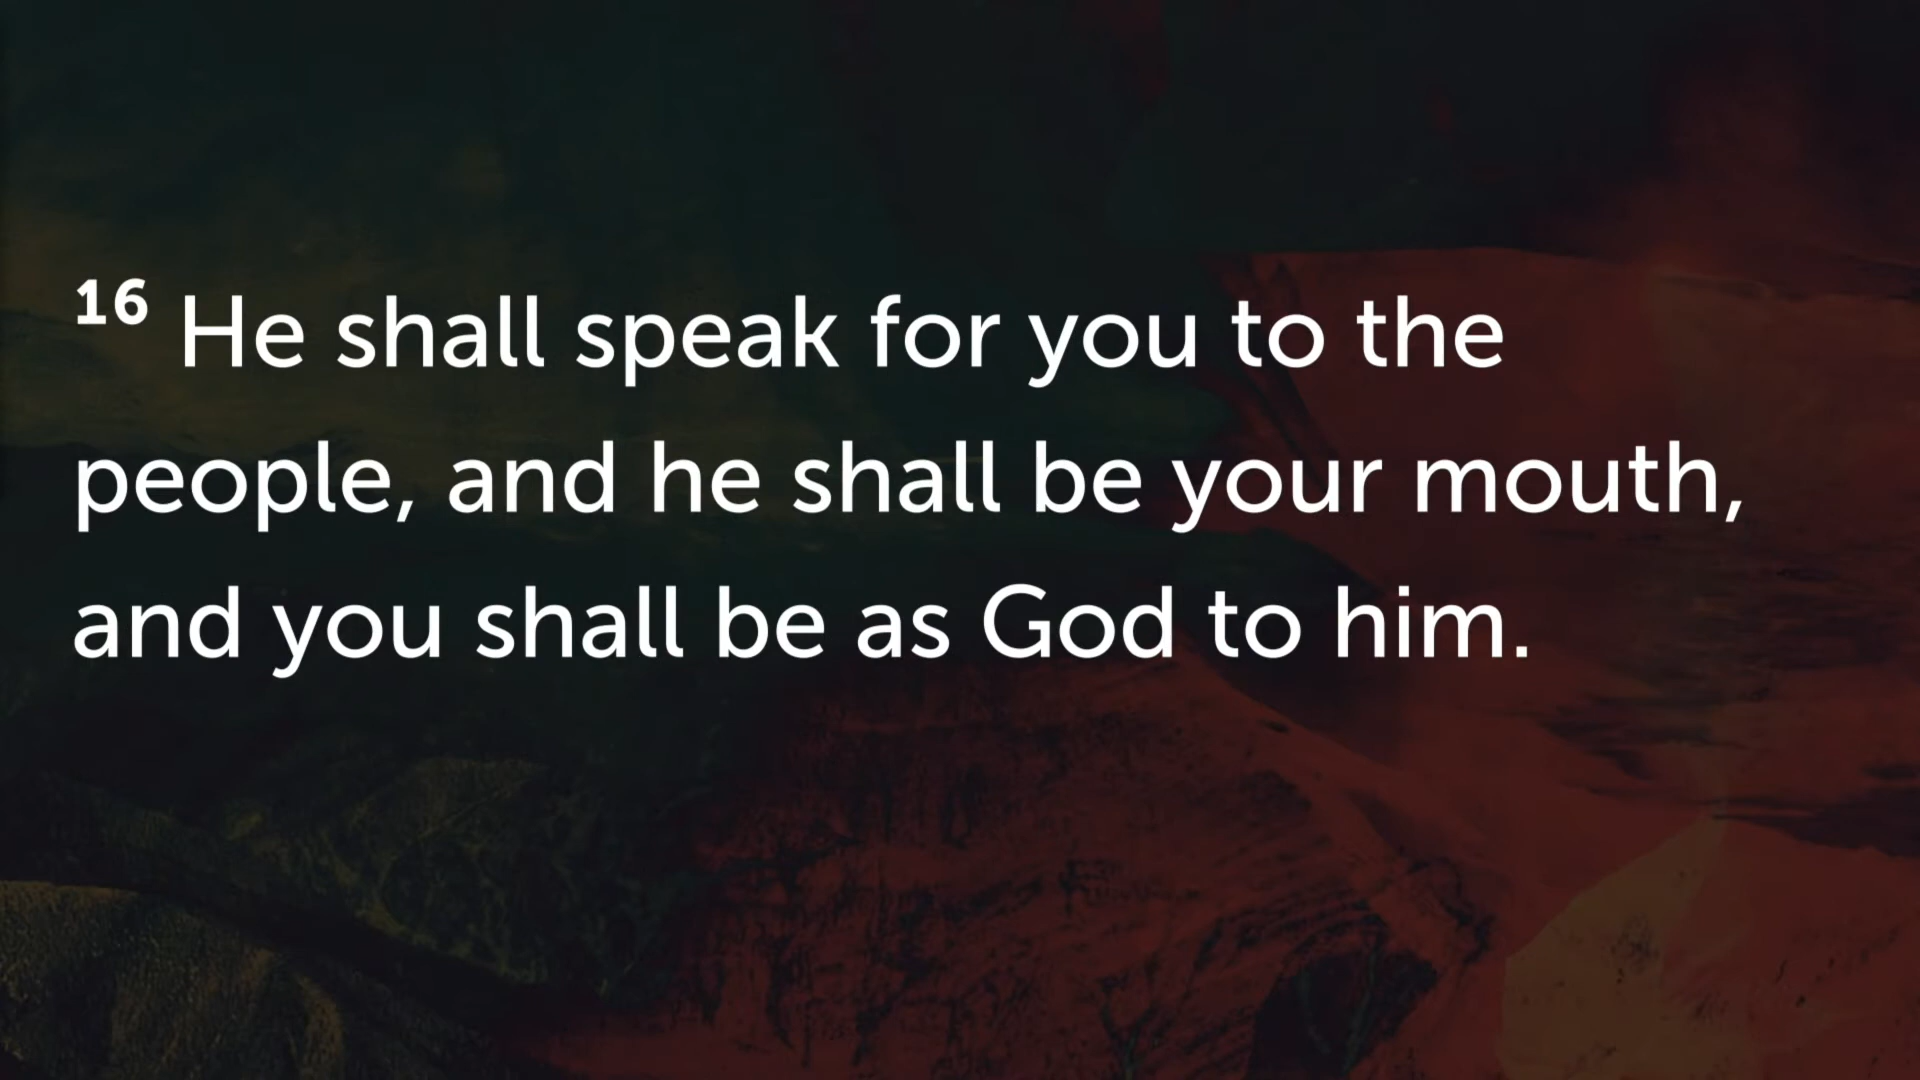 16 He shall speak for you to the
people, and he shall be your mouth,
and you shall be as God to him.